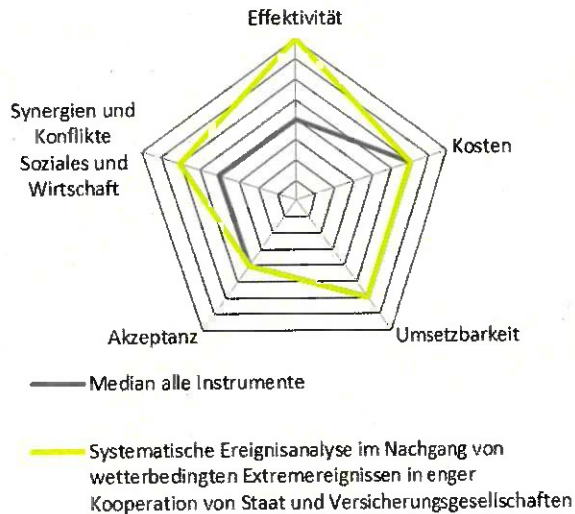 Effektivität
Synergien und
Konflikte
Soziales und
Wirtschaft
Kosten
Akzeptanz
Umsetzbarkeit
Median alle Instrumente
Systematische Ereignisanalyse im Nachgang von
wetterbedingten Extremereignissen in enger
Kooperation von Staat und Versicherungsgesellschaften